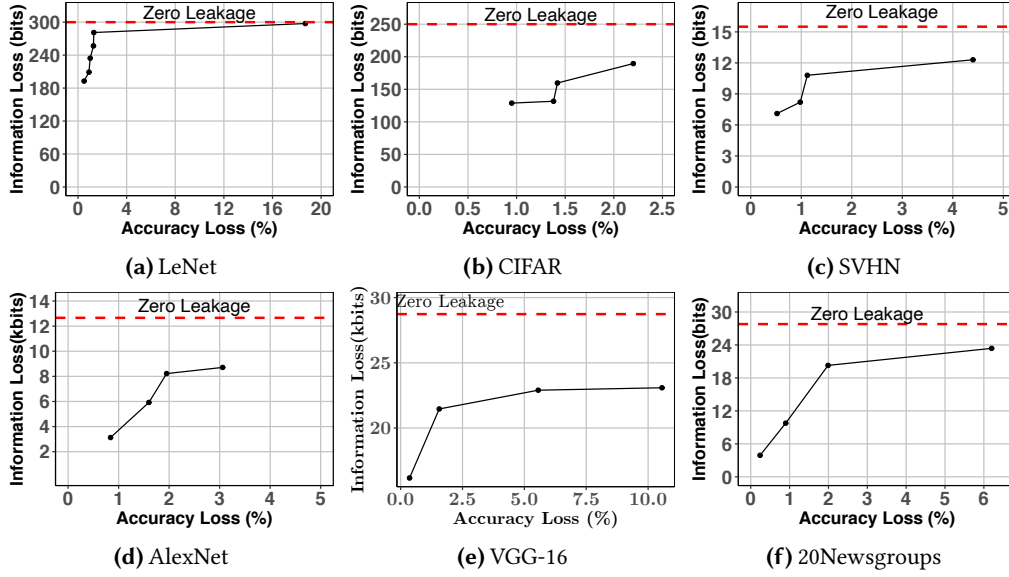 Information Loss (bits)
300
240
180
120
60
0
Zero Leakage
0
4
8
12
16
20
Accuracy Loss (%)
(a) LeNet
Information Loss (bits)
250
200
150
100
50
0
Zero Leakage
0.0
0.5
1.0
1.5
2.0
2.5
Accuracy Loss (%)
(b) CIFAR
Information Loss (bits)
15
12
9
6
3
0
Zero Leakage
0
1
2
3
4
5
Accuracy Loss (%)
(c) SVHN
Information Loss(kbits)
14
12
10
8
6
4
2
Zero Leakage
0
1
2
3
4
5
Accuracy Loss (%)
(d) AlexNet
Information Loss(kbits)
30
25
20
Zero Leakage
0.0
2.5
5.0
7.5
10.0
Accuracy Loss (%)
(e) VGG-16
Information Loss(bits)
30
24
18
12
6
0
Zero Leakage
0
1
2
3
4
5
6
Accuracy Loss (%)
(f) 20Newsgroups